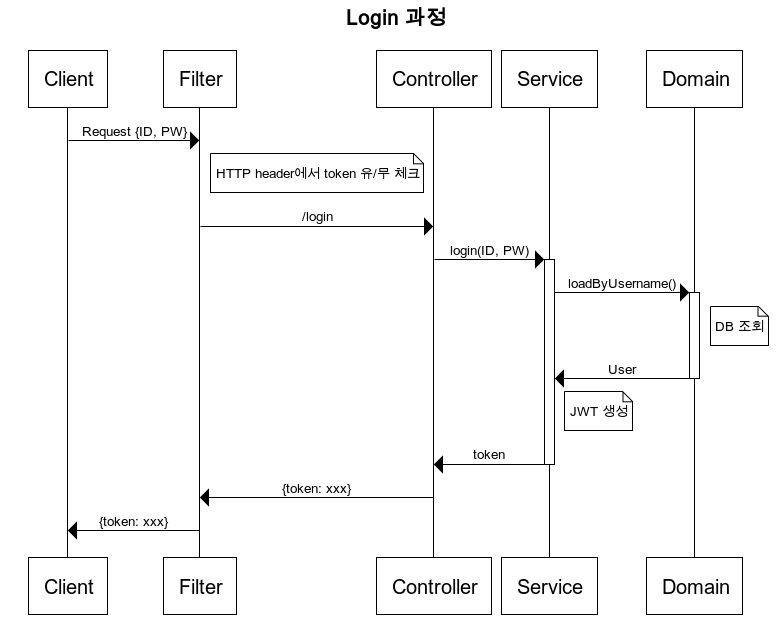 Login 과정
Client
Filter
Controller
Service
Domain
Request {ID, PW}
HTTP header에서 token 유/무 체크
/login
login(ID, PW)
loadByUsername()
DB 조회
User
JWT 생성
token
{token: xxx}
{token: xxx}
Client
Filter
Controller
Service
Domain